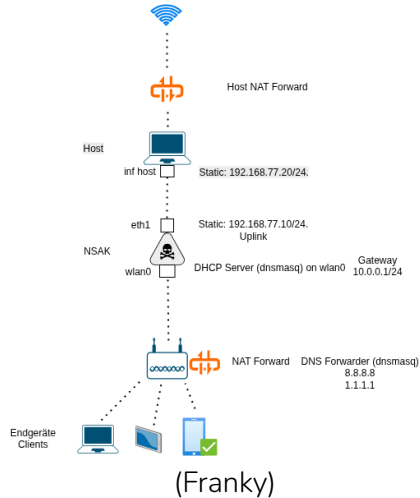 Host NAT Forward
Host
inf host
Static: 192.168.77.20/24.
eth1
Static: 192.168.77.10/24.
Uplink
NSAK
wlan0
DHCP Server (dnsmasq) on wlan0
Gateway
10.0.0.1/24
NAT Forward
DNS Forwarder (dnsmasq)
8.8.8.8
1.1.1.1
Endgeräte
Clients
(Franky)